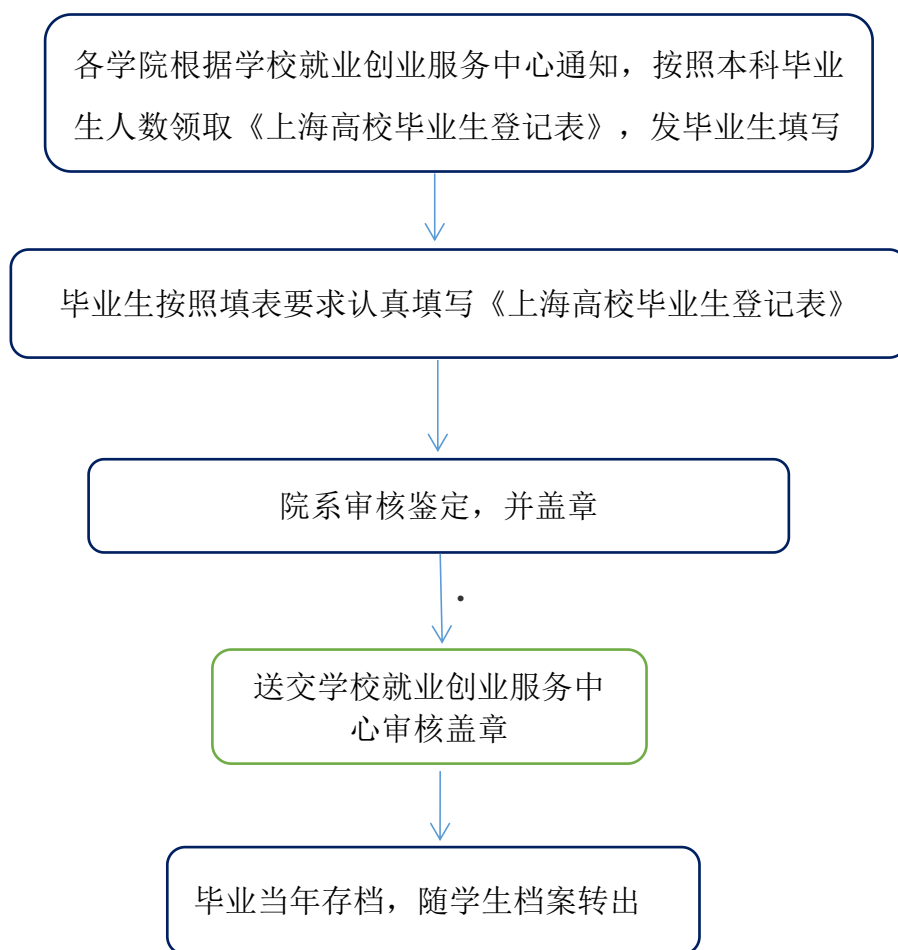 各学院根据学校就业创业服务中心通知，按照本科毕业
生人数领取《上海高校毕业生登记表》，发毕业生填写
毕业生按照填表要求认真填写《上海高校毕业生登记表》
院系审核鉴定，并盖章
.
送交学校就业创业服务中
心审核盖章
毕业当年存档，随学生档案转出